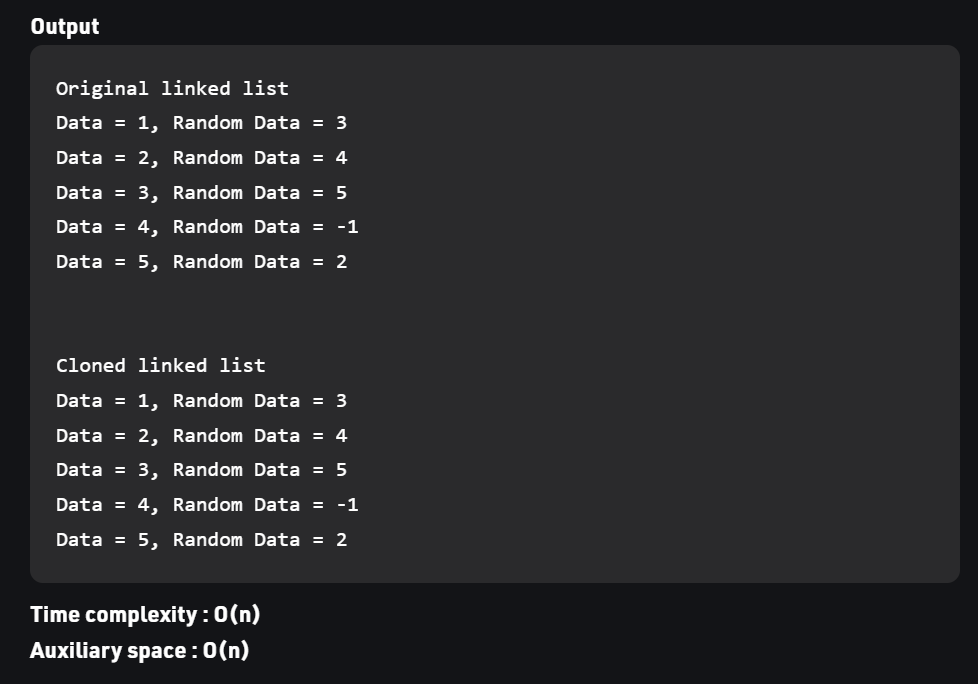 Output
Original linked list
Data = 1, Random Data = 3
Data = 2, Random Data = 4
Data = 3, Random Data = 5
Data = 4, Random Data = -1
Data = 5, Random Data = 2
Cloned linked list
Data = 1, Random Data = 3
Data = 2, Random Data = 4
Data = 3, Random Data = 5
Data = 4, Random Data = -1
Data = 5, Random Data = 2
Time complexity : O(n)
Auxiliary space : O(n)